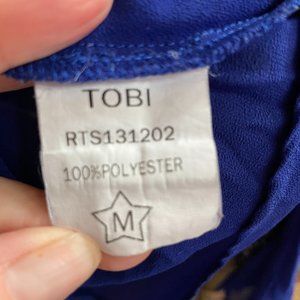 TOBI
RTS131202
100%POLYESTER
M